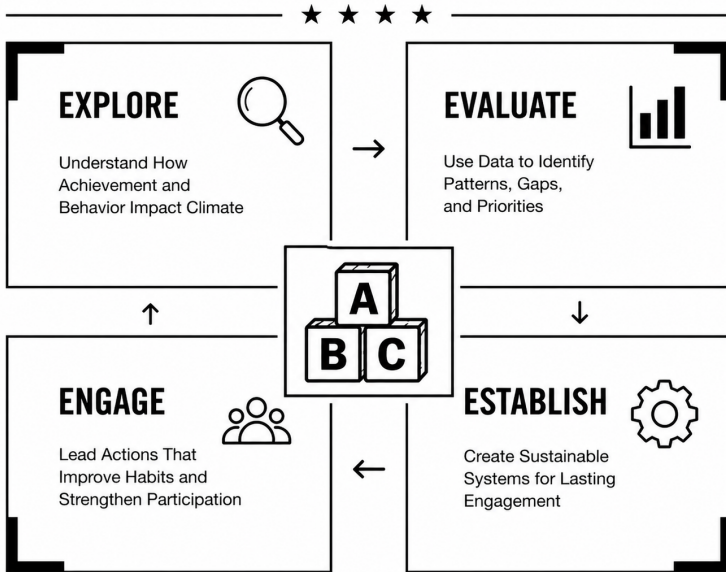 EXPLORE
Understand How
Achievement and
Behavior Impact Climate
EVALUATE
Use Data to Identify
Patterns, Gaps,
and Priorities
A
B C
ENGAGE
Lead Actions That
Improve Habits and
Strengthen Participation
ESTABLISH
Create Sustainable
Systems for Lasting
Engagement